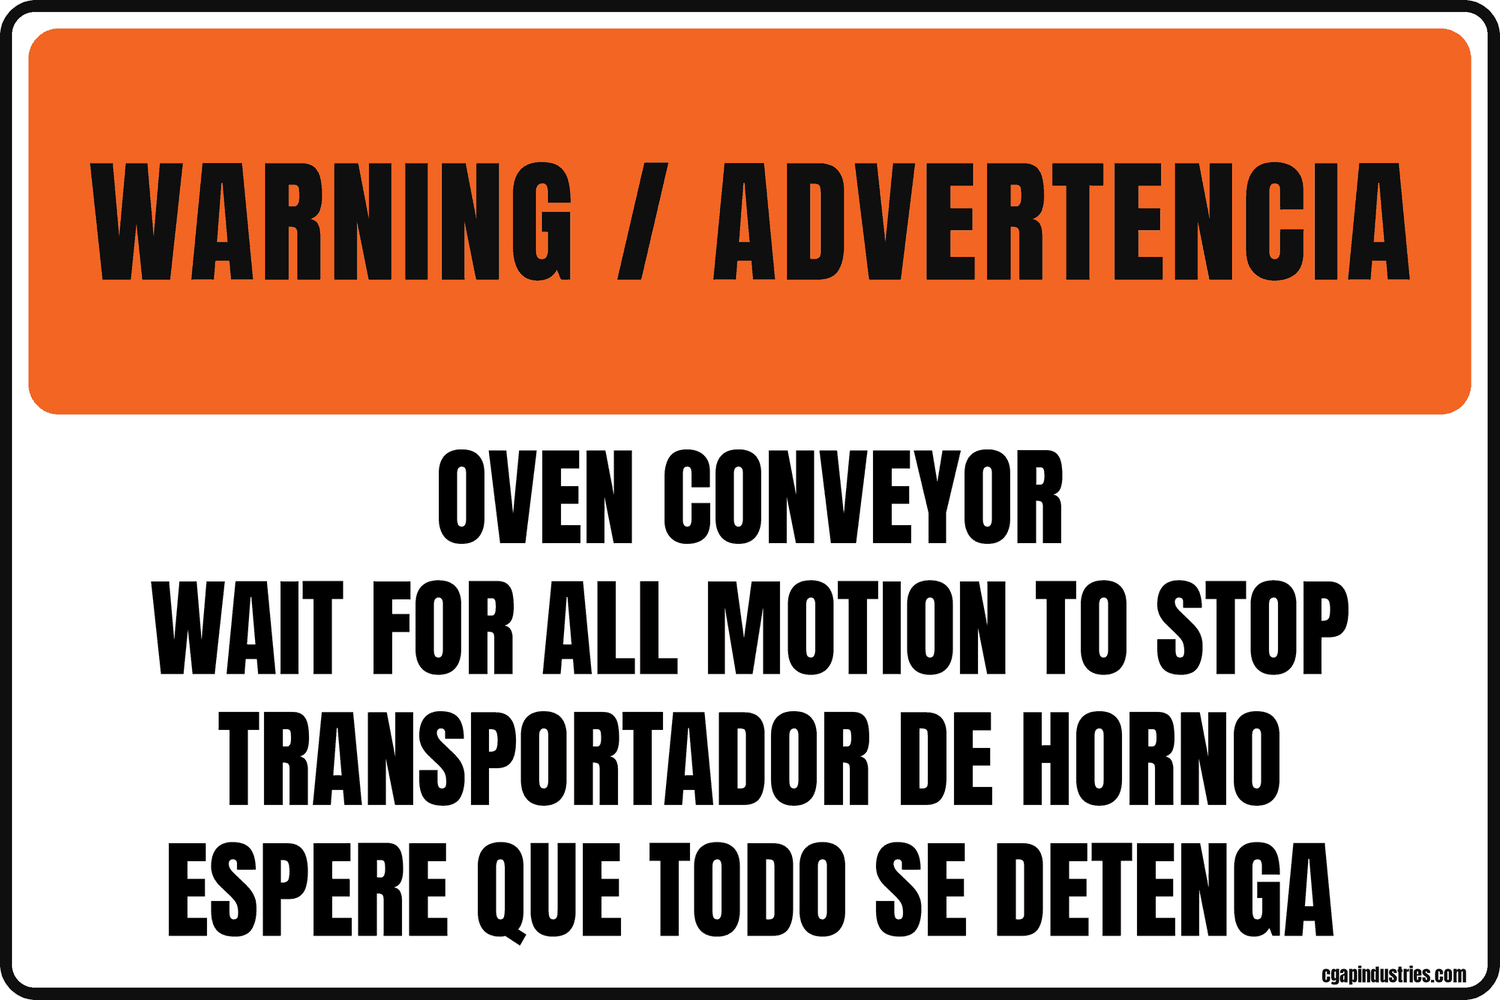 WARNING / ADVERTENCIA
OVEN CONVEYOR
WAIT FOR ALL MOTION TO STOP
TRANSPORTADOR DE HORNO
ESPERE QUE TODO SE DETENGA
cgapindustries.com